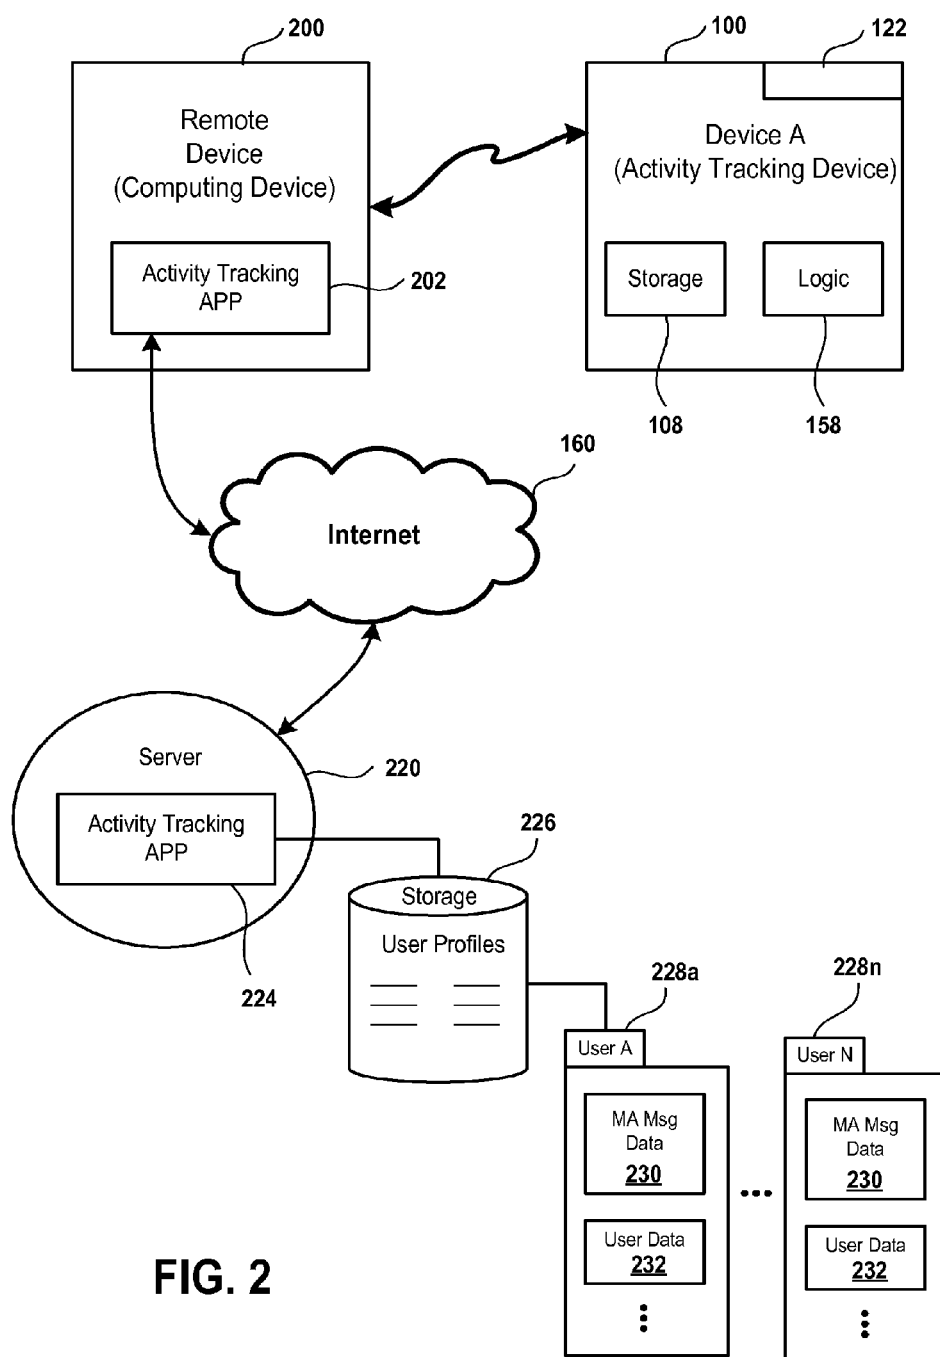 200
Remote
Device
(Computing Device)
Activity Tracking
APP
202
100
122
Device A
(Activity Tracking Device)
Storage
Logic
108
158
160
Internet
Server
220
Activity Tracking
APP
224
226
Storage
User Profiles
228a
User A
MA Msg
Data
230
User Data
232
228n
User N
MA Msg
Data
230
User Data
232
FIG. 2